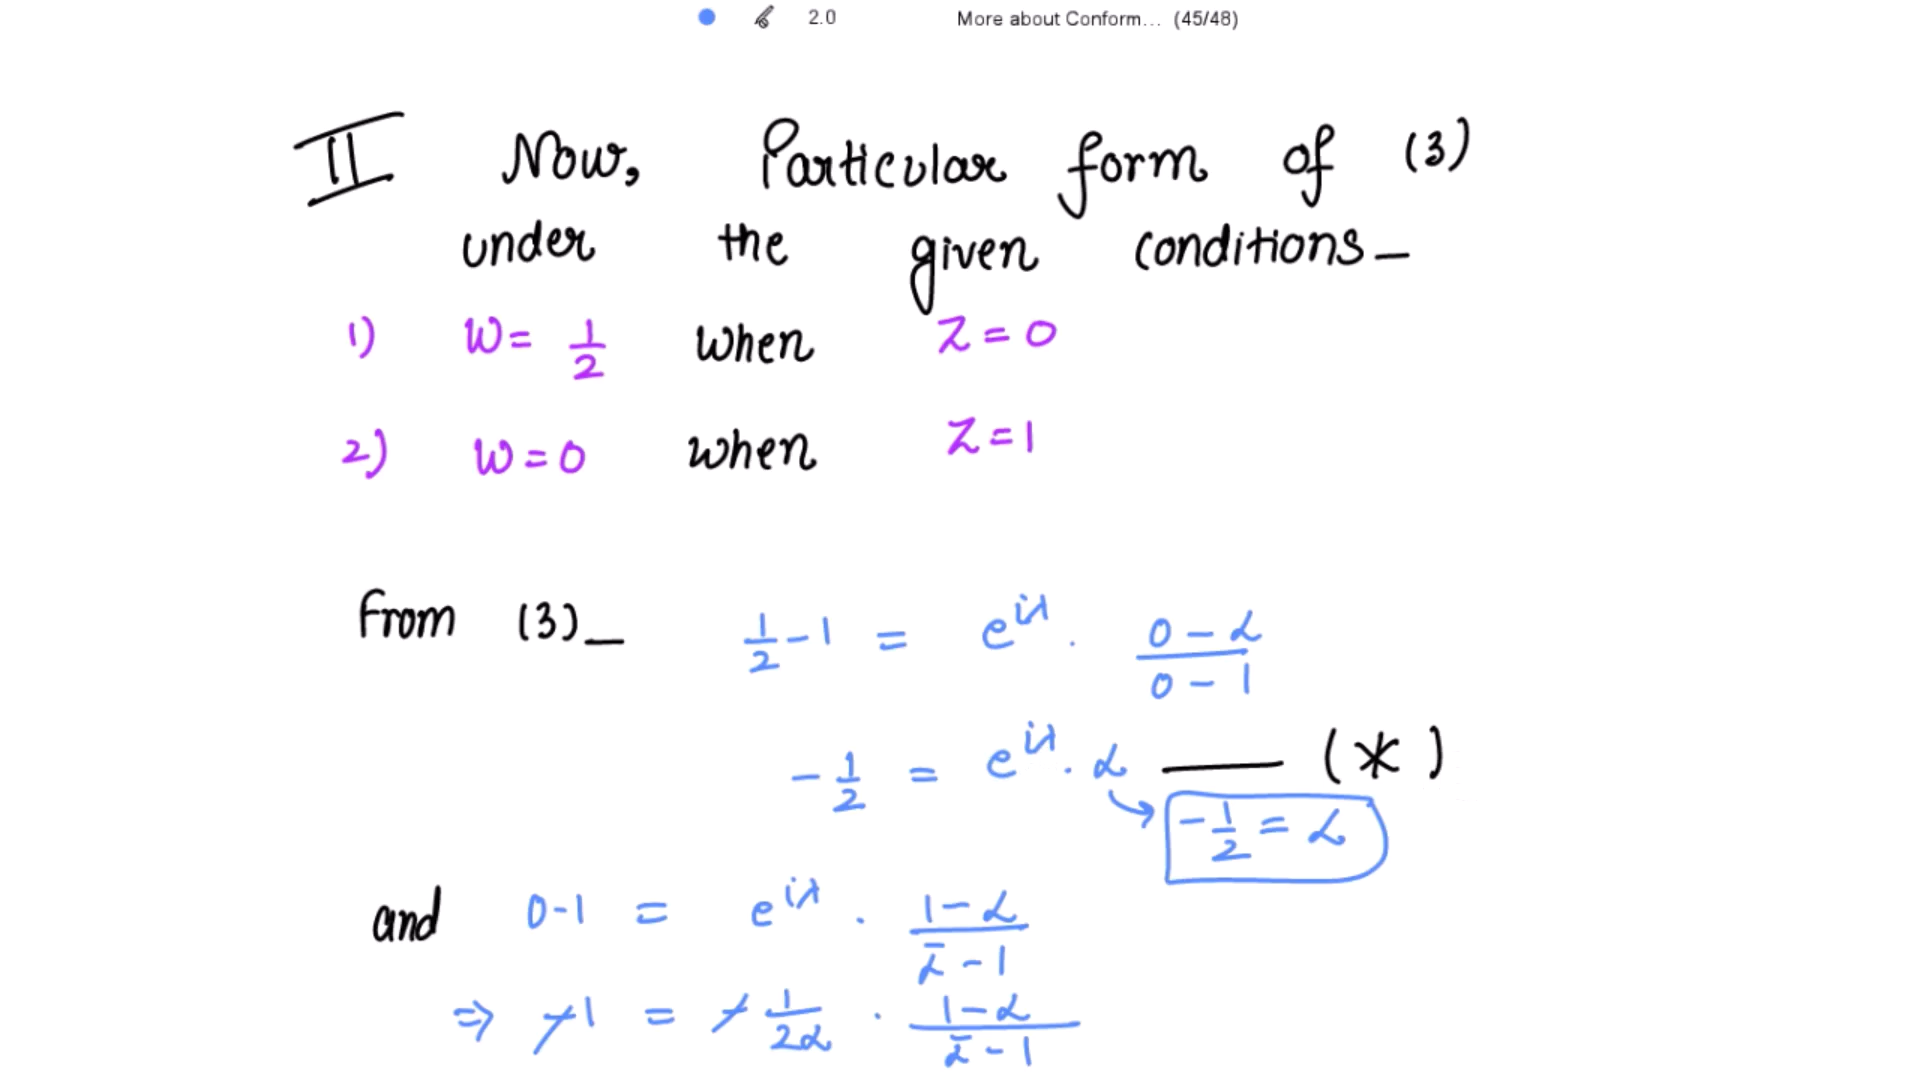 2.0 More about Conform... (45/48)
II Now, Particular form of (3)
under the given conditions_
1) W = 1/2 when Z = 0
2) W = 0 when Z = 1
From (3)_ 1/2 - 1 = e^{iλ} . (0 - α)/(0 - 1)
-1/2 = e^{iλ} . α —— (*)
-1/2 = α
and 0-1 = e^{iλ} . (1-α)/(ᾱ-1)
⇒ -1 = -1/2α . (1-α)/(ᾱ-1)